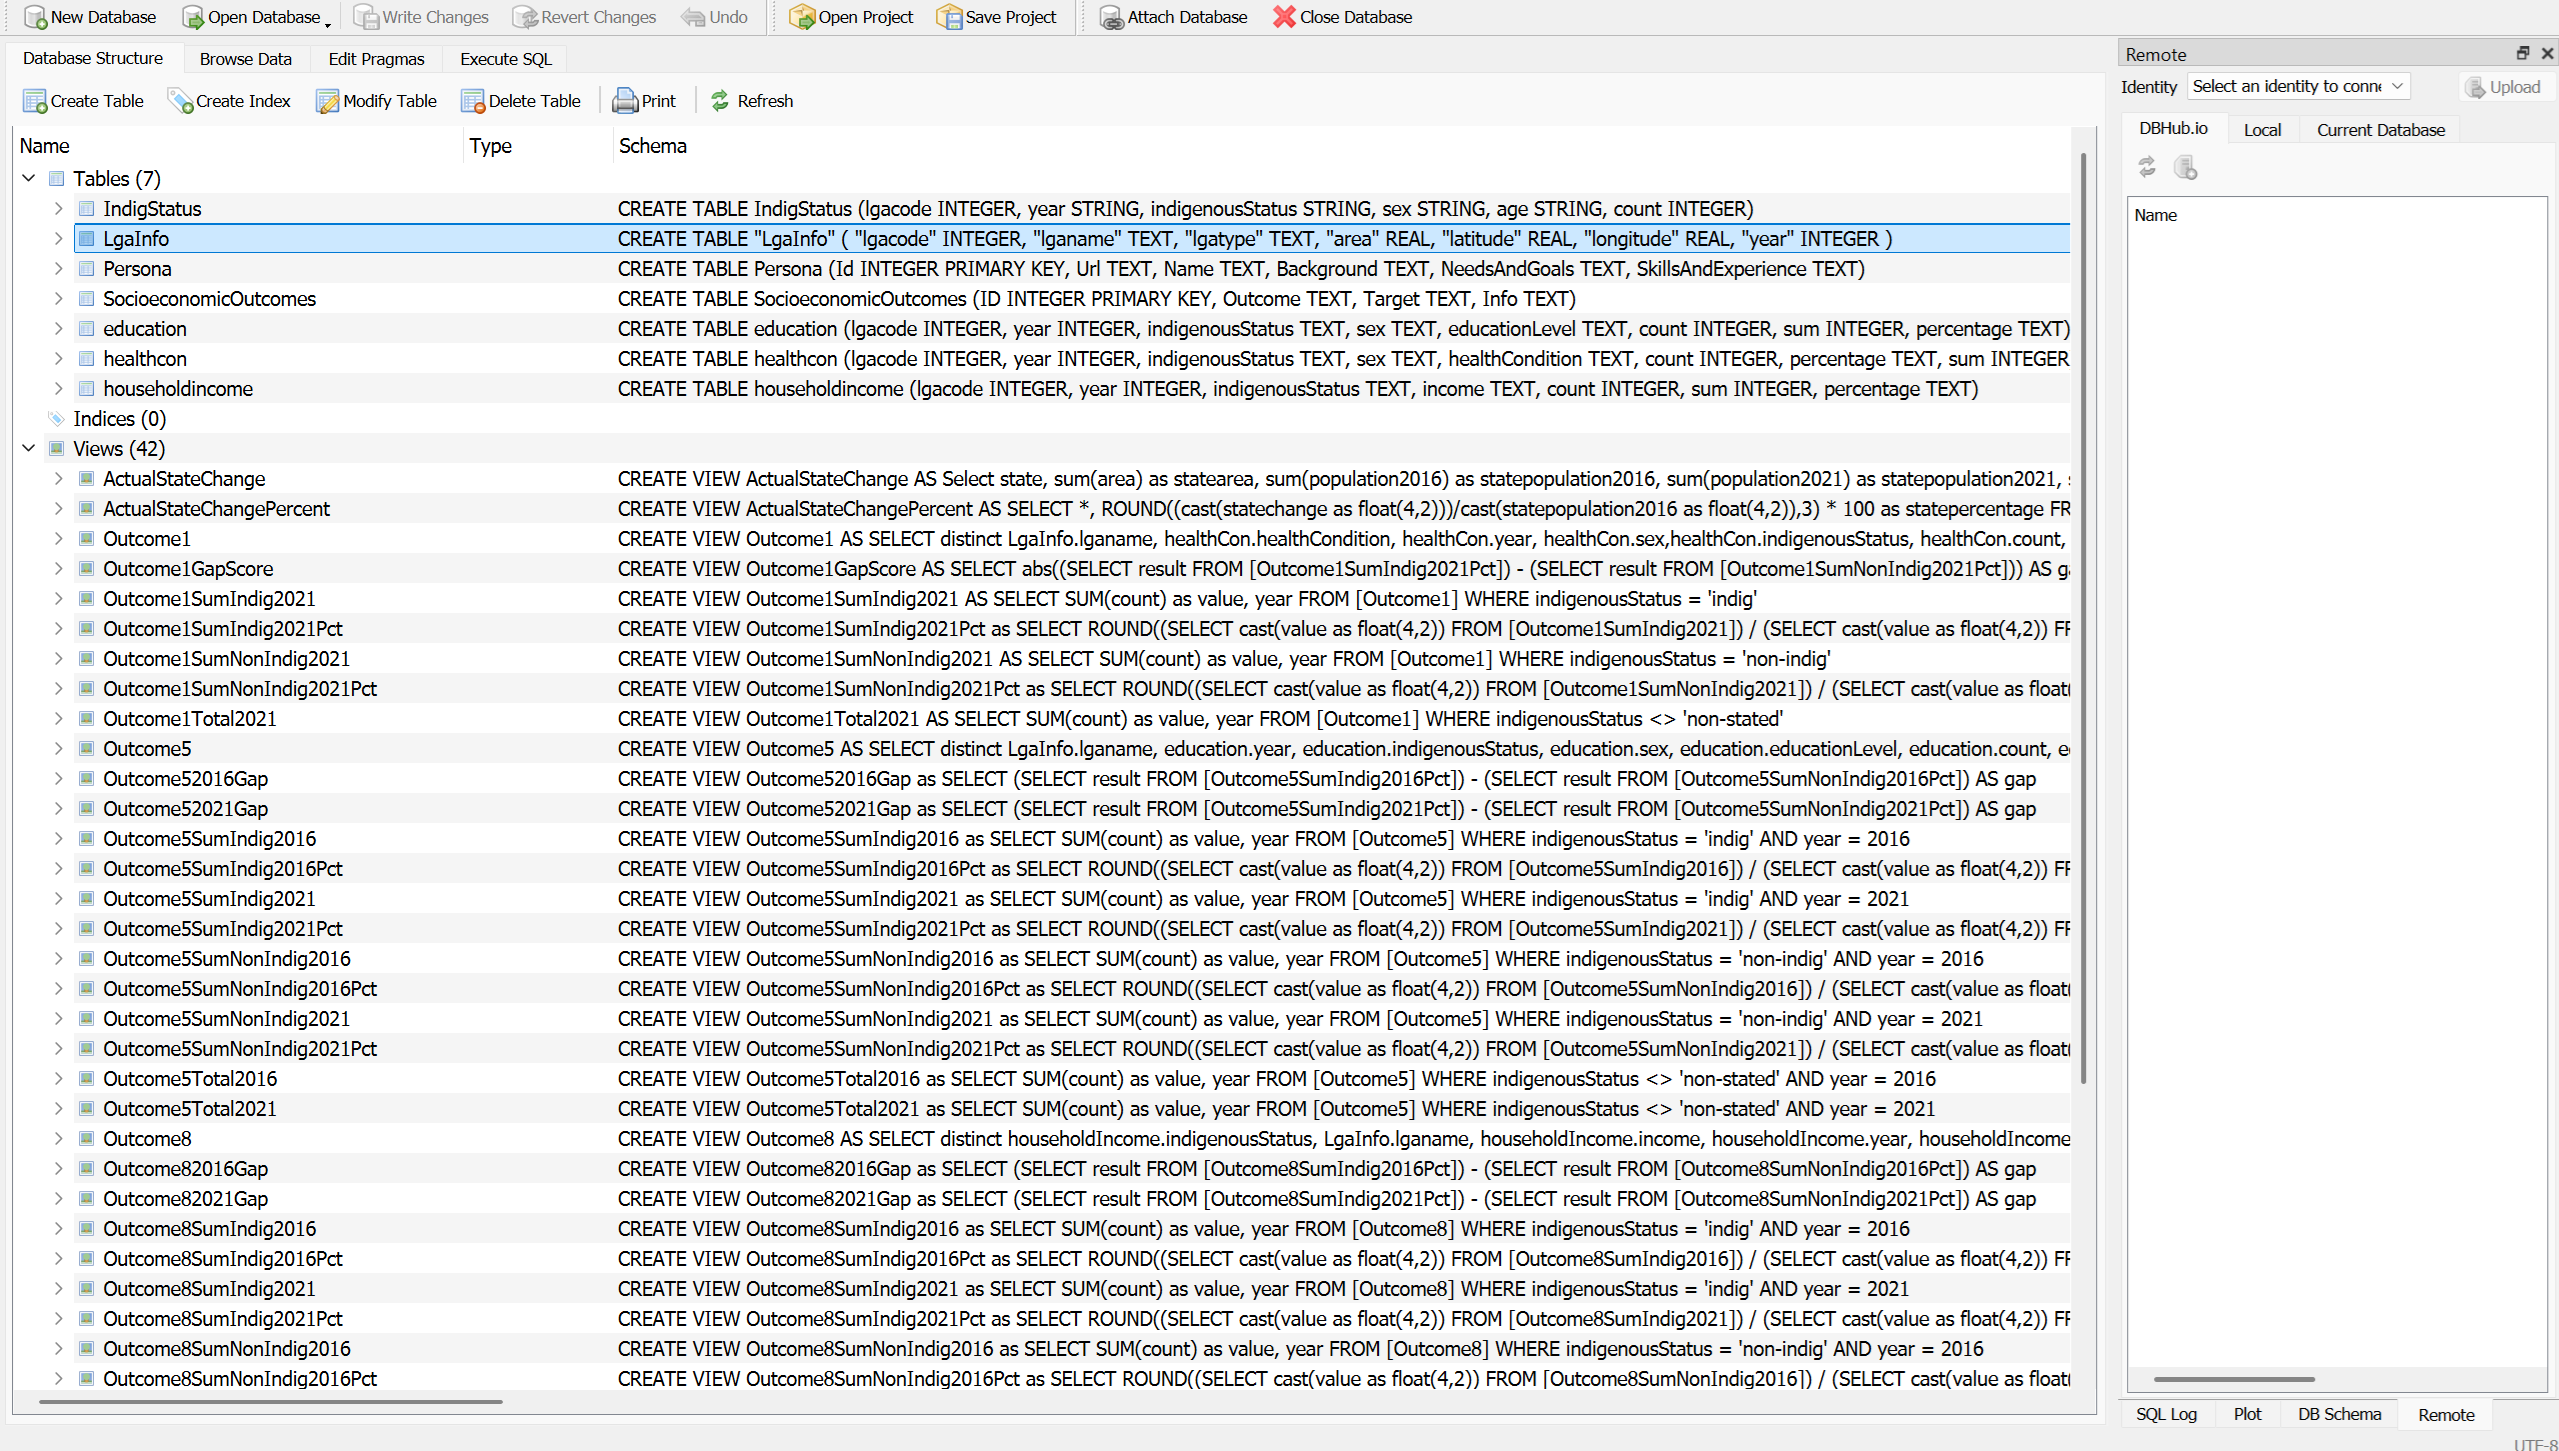 New Database Open Database Write Changes Revert Changes Undo Open Project Save Project Attach Database Close Database
Database Structure Browse Data Edit Pragmas Execute SQL
Create Table Create Index Modify Table Delete Table Print Refresh
Name Type Schema
Tables (7)
IndigStatus CREATE TABLE IndigStatus (lgacode INTEGER, year STRING, indigenousStatus STRING, sex STRING, age STRING, count INTEGER)
LgaInfo CREATE TABLE "LgaInfo" ( "lgacode" INTEGER, "lganame" TEXT, "lgatype" TEXT, "area" REAL, "latitude" REAL, "longitude" REAL, "year" INTEGER )
Persona CREATE TABLE Persona (Id INTEGER PRIMARY KEY, Url TEXT, Name TEXT, Background TEXT, NeedsAndGoals TEXT, SkillsAndExperience TEXT)
SocioeconomicOutcomes CREATE TABLE SocioeconomicOutcomes (ID INTEGER PRIMARY KEY, Outcome TEXT, Target TEXT, Info TEXT)
education CREATE TABLE education (lgacode INTEGER, year INTEGER, indigenousStatus TEXT, sex TEXT, educationLevel TEXT, count INTEGER, sum INTEGER, percentage TEXT)
healthcon CREATE TABLE healthcon (lgacode INTEGER, year INTEGER, indigenousStatus TEXT, sex TEXT, healthCondition TEXT, count INTEGER, percentage TEXT, sum INTEGER
householdincome CREATE TABLE householdincome (lgacode INTEGER, year INTEGER, indigenousStatus TEXT, income TEXT, count INTEGER, sum INTEGER, percentage TEXT)
Indices (0)
Views (42)
ActualStateChange CREATE VIEW ActualStateChange AS Select state, sum(area) as statearea, sum(population2016) as statepopulation2016, sum(population2021) as statepopulation2021,
ActualStateChangePercent CREATE VIEW ActualStateChangePercent AS SELECT *, ROUND((cast(statechange as float(4,2)))/cast(statepopulation2016 as float(4,2)),3) * 100 as statepercentage FR
Outcome1 CREATE VIEW Outcome1 AS SELECT distinct LgaInfo.lganame, healthCon.healthCondition, healthCon.year, healthCon.sex,healthCon.indigenousStatus, healthCon.count,
Outcome1GapScore CREATE VIEW Outcome1GapScore AS SELECT abs((SELECT result FROM [Outcome1SumIndig2021Pct]) - (SELECT result FROM [Outcome1SumNonIndig2021Pct])) AS ga
Outcome1SumIndig2021 CREATE VIEW Outcome1SumIndig2021 AS SELECT SUM(count) as value, year FROM [Outcome1] WHERE indigenousStatus = 'indig'
Outcome1SumIndig2021Pct CREATE VIEW Outcome1SumIndig2021Pct as SELECT ROUND((SELECT cast(value as float(4,2)) FROM [Outcome1SumIndig2021]) / (SELECT cast(value as float(4,2)) FR
Outcome1SumNonIndig2021 CREATE VIEW Outcome1SumNonIndig2021 AS SELECT SUM(count) as value, year FROM [Outcome1] WHERE indigenousStatus = 'non-indig'
Outcome1SumNonIndig2021Pct CREATE VIEW Outcome1SumNonIndig2021Pct as SELECT ROUND((SELECT cast(value as float(4,2)) FROM [Outcome1SumNonIndig2021]) / (SELECT cast(value as float(
Outcome1Total2021 CREATE VIEW Outcome1Total2021 AS SELECT SUM(count) as value, year FROM [Outcome1] WHERE indigenousStatus <> 'non-stated'
Outcome5 CREATE VIEW Outcome5 AS SELECT distinct LgaInfo.lganame, education.year, education.indigenousStatus, education.sex, education.educationLevel, education.count, e
Outcome52016Gap CREATE VIEW Outcome52016Gap as SELECT (SELECT result FROM [Outcome5SumIndig2016Pct]) - (SELECT result FROM [Outcome5SumNonIndig2016Pct]) AS gap
Outcome52021Gap CREATE VIEW Outcome52021Gap as SELECT (SELECT result FROM [Outcome5SumIndig2021Pct]) - (SELECT result FROM [Outcome5SumNonIndig2021Pct]) AS gap
Outcome5SumIndig2016 CREATE VIEW Outcome5SumIndig2016 as SELECT SUM(count) as value, year FROM [Outcome5] WHERE indigenousStatus = 'indig' AND year = 2016
Outcome5SumIndig2016Pct CREATE VIEW Outcome5SumIndig2016Pct as SELECT ROUND((SELECT cast(value as float(4,2)) FROM [Outcome5SumIndig2016]) / (SELECT cast(value as float(4,2)) FR
Outcome5SumIndig2021 CREATE VIEW Outcome5SumIndig2021 as SELECT SUM(count) as value, year FROM [Outcome5] WHERE indigenousStatus = 'indig' AND year = 2021
Outcome5SumIndig2021Pct CREATE VIEW Outcome5SumIndig2021Pct as SELECT ROUND((SELECT cast(value as float(4,2)) FROM [Outcome5SumIndig2021]) / (SELECT cast(value as float(4,2)) FR
Outcome5SumNonIndig2016 CREATE VIEW Outcome5SumNonIndig2016 as SELECT SUM(count) as value, year FROM [Outcome5] WHERE indigenousStatus = 'non-indig' AND year = 2016
Outcome5SumNonIndig2016Pct CREATE VIEW Outcome5SumNonIndig2016Pct as SELECT ROUND((SELECT cast(value as float(4,2)) FROM [Outcome5SumNonIndig2016]) / (SELECT cast(value as float(
Outcome5SumNonIndig2021 CREATE VIEW Outcome5SumNonIndig2021 as SELECT SUM(count) as value, year FROM [Outcome5] WHERE indigenousStatus = 'non-indig' AND year = 2021
Outcome5SumNonIndig2021Pct CREATE VIEW Outcome5SumNonIndig2021Pct as SELECT ROUND((SELECT cast(value as float(4,2)) FROM [Outcome5SumNonIndig2021]) / (SELECT cast(value as float(
Outcome5Total2016 CREATE VIEW Outcome5Total2016 as SELECT SUM(count) as value, year FROM [Outcome5] WHERE indigenousStatus <> 'non-stated' AND year = 2016
Outcome5Total2021 CREATE VIEW Outcome5Total2021 as SELECT SUM(count) as value, year FROM [Outcome5] WHERE indigenousStatus <> 'non-stated' AND year = 2021
Outcome8 CREATE VIEW Outcome8 AS SELECT distinct householdIncome.indigenousStatus, LgaInfo.lganame, householdIncome.income, householdIncome.year, householdIncome
Outcome82016Gap CREATE VIEW Outcome82016Gap as SELECT (SELECT result FROM [Outcome8SumIndig2016Pct]) - (SELECT result FROM [Outcome8SumNonIndig2016Pct]) AS gap
Outcome82021Gap CREATE VIEW Outcome82021Gap as SELECT (SELECT result FROM [Outcome8SumIndig2021Pct]) - (SELECT result FROM [Outcome8SumNonIndig2021Pct]) AS gap
Outcome8SumIndig2016 CREATE VIEW Outcome8SumIndig2016 as SELECT SUM(count) as value, year FROM [Outcome8] WHERE indigenousStatus = 'indig' AND year = 2016
Outcome8SumIndig2016Pct CREATE VIEW Outcome8SumIndig2016Pct as SELECT ROUND((SELECT cast(value as float(4,2)) FROM [Outcome8SumIndig2016]) / (SELECT cast(value as float(4,2)) FR
Outcome8SumIndig2021 CREATE VIEW Outcome8SumIndig2021 as SELECT SUM(count) as value, year FROM [Outcome8] WHERE indigenousStatus = 'indig' AND year = 2021
Outcome8SumIndig2021Pct CREATE VIEW Outcome8SumIndig2021Pct as SELECT ROUND((SELECT cast(value as float(4,2)) FROM [Outcome8SumIndig2021]) / (SELECT cast(value as float(4,2)) FR
Outcome8SumNonIndig2016 CREATE VIEW Outcome8SumNonIndig2016 as SELECT SUM(count) as value, year FROM [Outcome8] WHERE indigenousStatus = 'non-indig' AND year = 2016
Outcome8SumNonIndig2016Pct CREATE VIEW Outcome8SumNonIndig2016Pct as SELECT ROUND((SELECT cast(value as float(4,2)) FROM [Outcome8SumNonIndig2016]) / (SELECT cast(value as float(
Remote
Identity Select an identity to conne Upload
DBHub.io Local Current Database
Name
SQL Log Plot DB Schema Remote
UTF-8